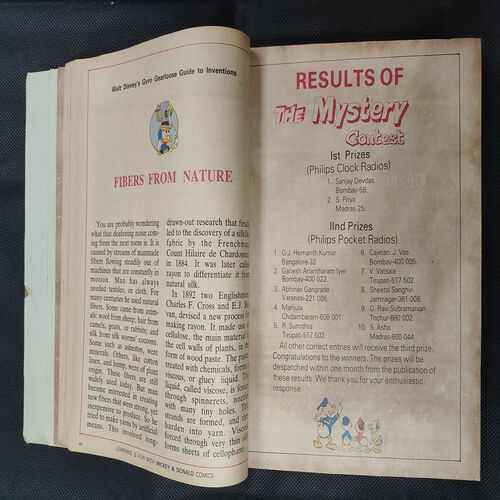 Walt Disney's Gyro Gearloose Guide to Inventions
FIBERS FROM NATURE
You are probably wondering
what that deafening noise com-
ing from the next room is. It is
caused by streams of manmade
fibers flowing steadily out of
machines that are constantly in
motion. Man has always
needed textiles, or cloth. For
many centuries he used natural
fibers. Some came from ani-
mals: wool from sheep; hair from
camels, goats, or rabbits; and
silk from silk worms' cocoons.
Some such as asbestos, were
minerals. Others, like cotton
linen, and hemp, were of plant
origin. These fibers are still
widely used today. But man
became interested in creating
new fibers that were strong, yet
inexpensive to produce. So he
tried to make yarns by artificial
means. This involved long-
drawn-out research that finally
led to the discovery of a silklike
fabric by the Frenchman
Count Hilaire de Chardonnet
in 1884. It was later called
rayon to differentiate it from
natural silk.
In 1892 two Englishmen,
Charles F. Cross and E.J. Be-
van, devised a new process for
making rayon. It made use of
cellulose, the main material in
the cell walls of plants, in the
form of wood paste. The paste,
treated with chemicals, forms a
viscous, or gluey liquid. This
liquid, called viscose, is forced
through spinnerets, nozzles
with many tiny holes. Thin
strands are formed, and they
harden into yarn. Viscose
forced through very thin slits
forms sheets of cellophane.
LEARNING IS FUN WITH MICKEY & DONALD COMICS
RESULTS OF
THE Mystery
Contest
Ist Prizes
(Philips Clock Radios)
1. Sanjay Devdas
Bombay-58.
2. S. Priya
Madras-25.
IInd Prizes
(Philips Pocket Radios)
1. G.J. Hemanth Kumar
Bangalore-32
2. Ganesh Anantharam Iyer
Bombay-400 022.
3. Abhinav Gangrade
Varanasi-221 005.
4. Manjula
Chidambaram-608 001.
5. R. Sumithra
Tirupati-517 502.
6. Cajetan. J. Vas
Bombay-400 005.
7. V. Vatsala
Tirupati-517 502
8. Sheetal Sanghvi
Jamnagar-361 008.
9. G. Ravi Subramanian
Trichur-680 002.
10. S. Asha
Madras-600 044.
All other correct entries will receive the third prize.
Congratulations to the winners. The prizes will be
despatched within one month from the publication of
these results. We thank you for your enthusiastic
response.